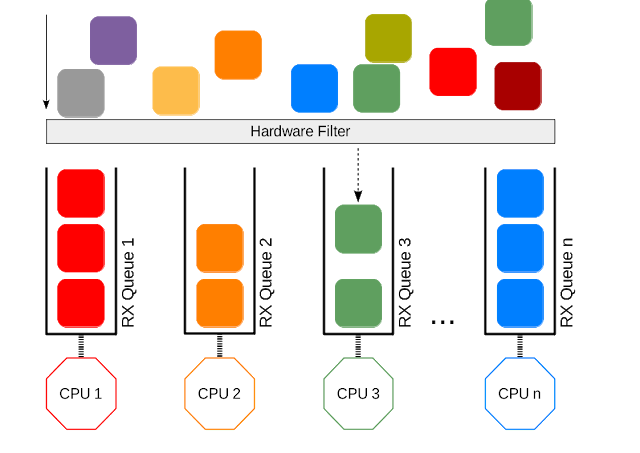 Hardware Filter
RX Queue 1
RX Queue 2
RX Queue 3
...
RX Queue n
CPU 1
CPU 2
CPU 3
CPU n